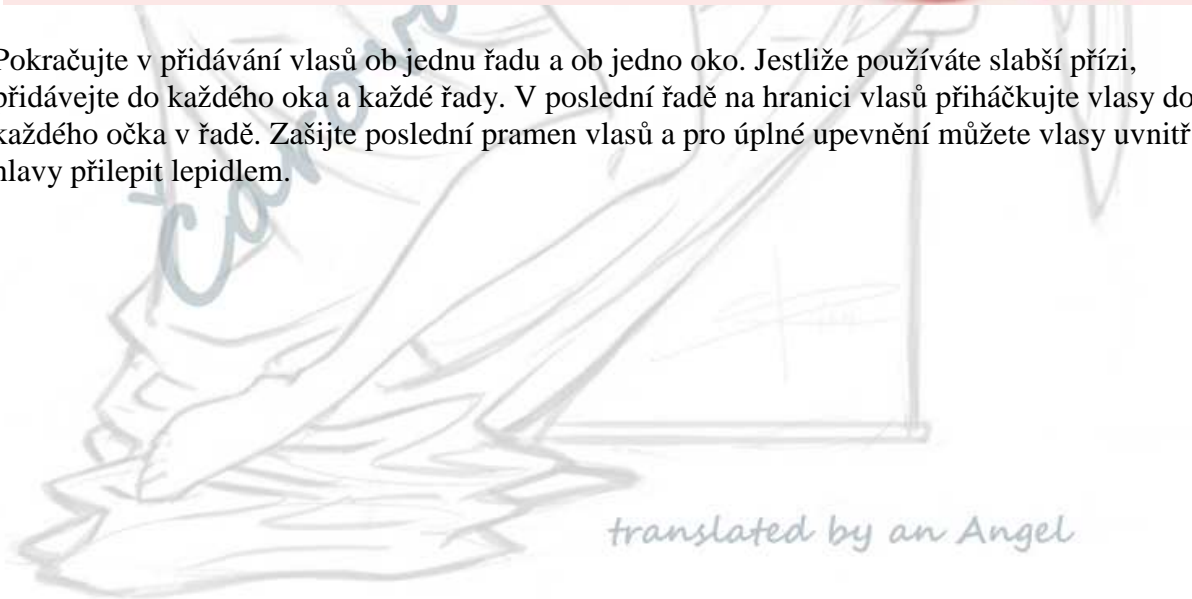 Pokračujte v přidávání vlasů ob jednu řadu a ob jedno oko. Jestliže používáte slabší přízi,
přidávejte do každého oka a každé řady. V poslední řadě na hranici vlasů přiháčkujte vlasy do
každého očka v řadě. Zašijte poslední pramen vlasů a pro úplné upevnění můžete vlasy uvnitř
hlavy přilepit lepidlem.
translated by an Angel